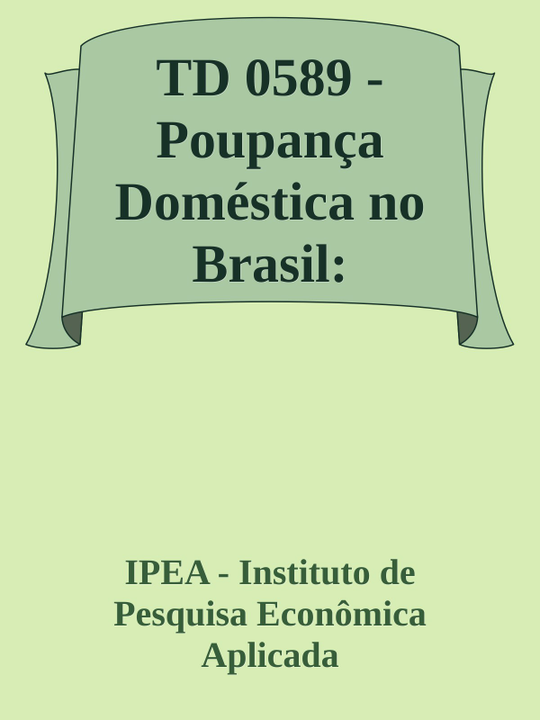 TD 0589 -
Poupança
Doméstica no
Brasil:
IPEA - Instituto de
Pesquisa Econômica
Aplicada